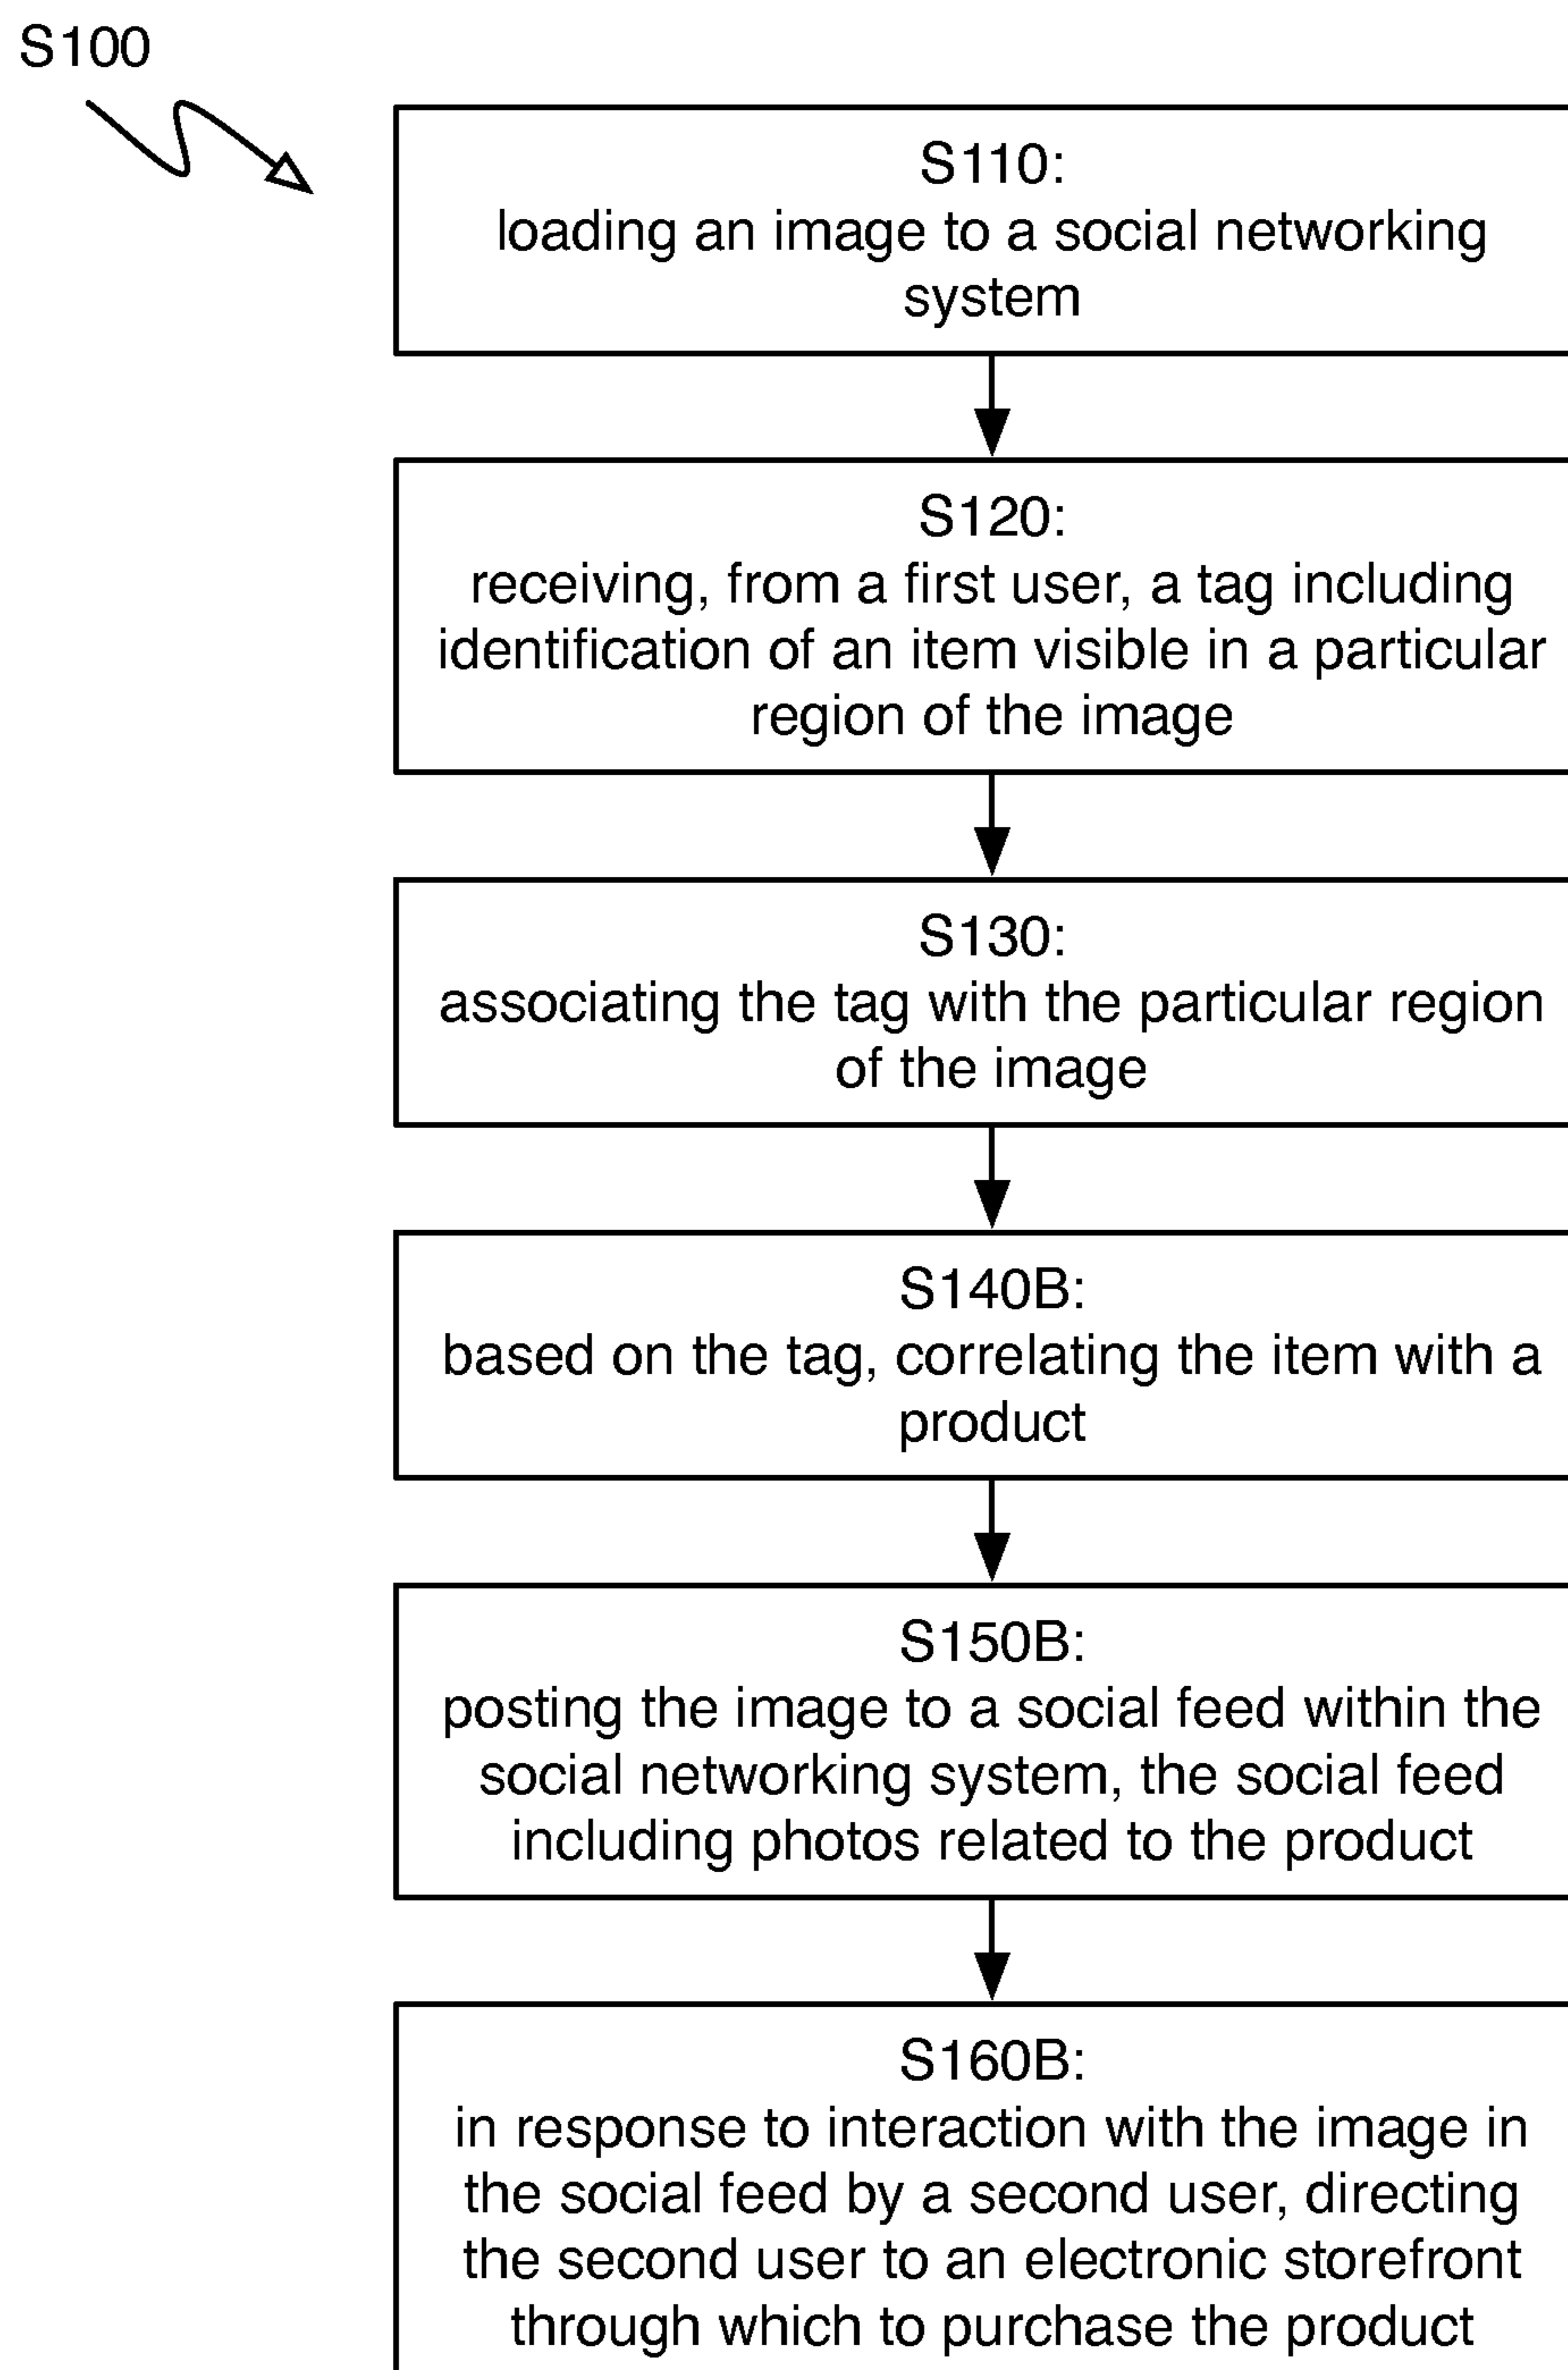 S100
S110:
loading an image to a social networking
system
S120:
receiving, from a first user, a tag including
identification of an item visible in a particular
region of the image
S130:
associating the tag with the particular region
of the image
S140B:
based on the tag, correlating the item with a
product
S150B:
posting the image to a social feed within the
social networking system, the social feed
including photos related to the product
S160B:
in response to interaction with the image in
the social feed by a second user, directing
the second user to an electronic storefront
through which to purchase the product